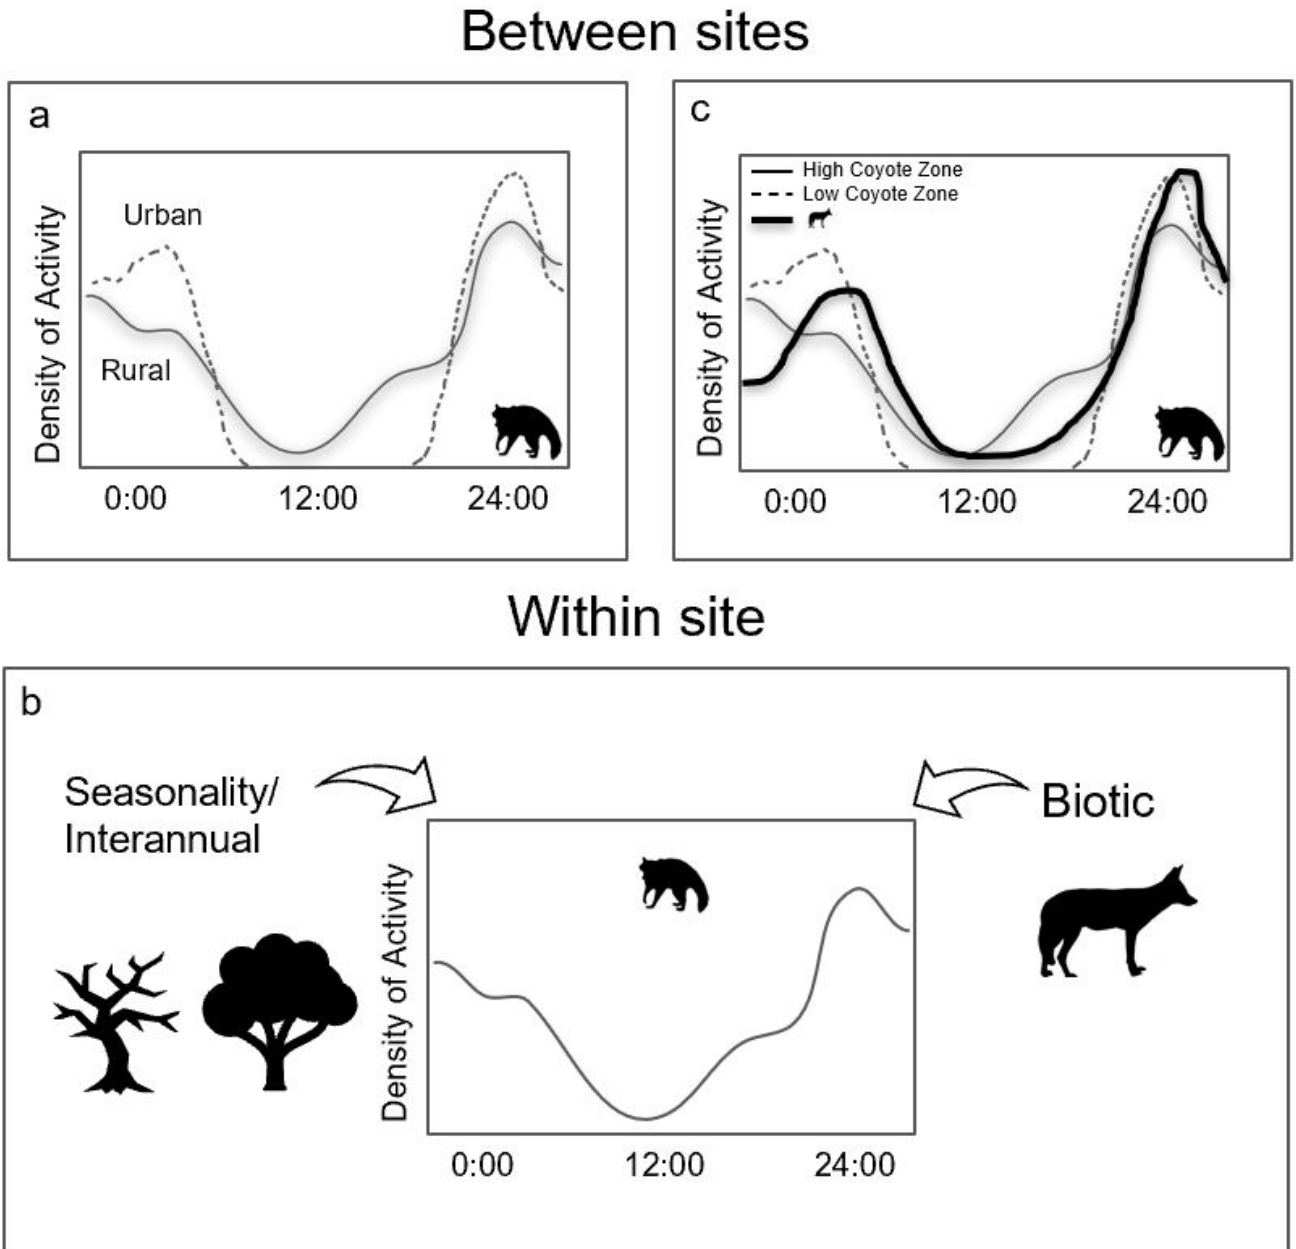 Between sites
a
Urban
Rural
Density of Activity
0:00 12:00 24:00
c
High Coyote Zone
Low Coyote Zone
Density of Activity
0:00 12:00 24:00
Within site
b
Seasonality/
Interannual
Biotic
Density of Activity
0:00 12:00 24:00